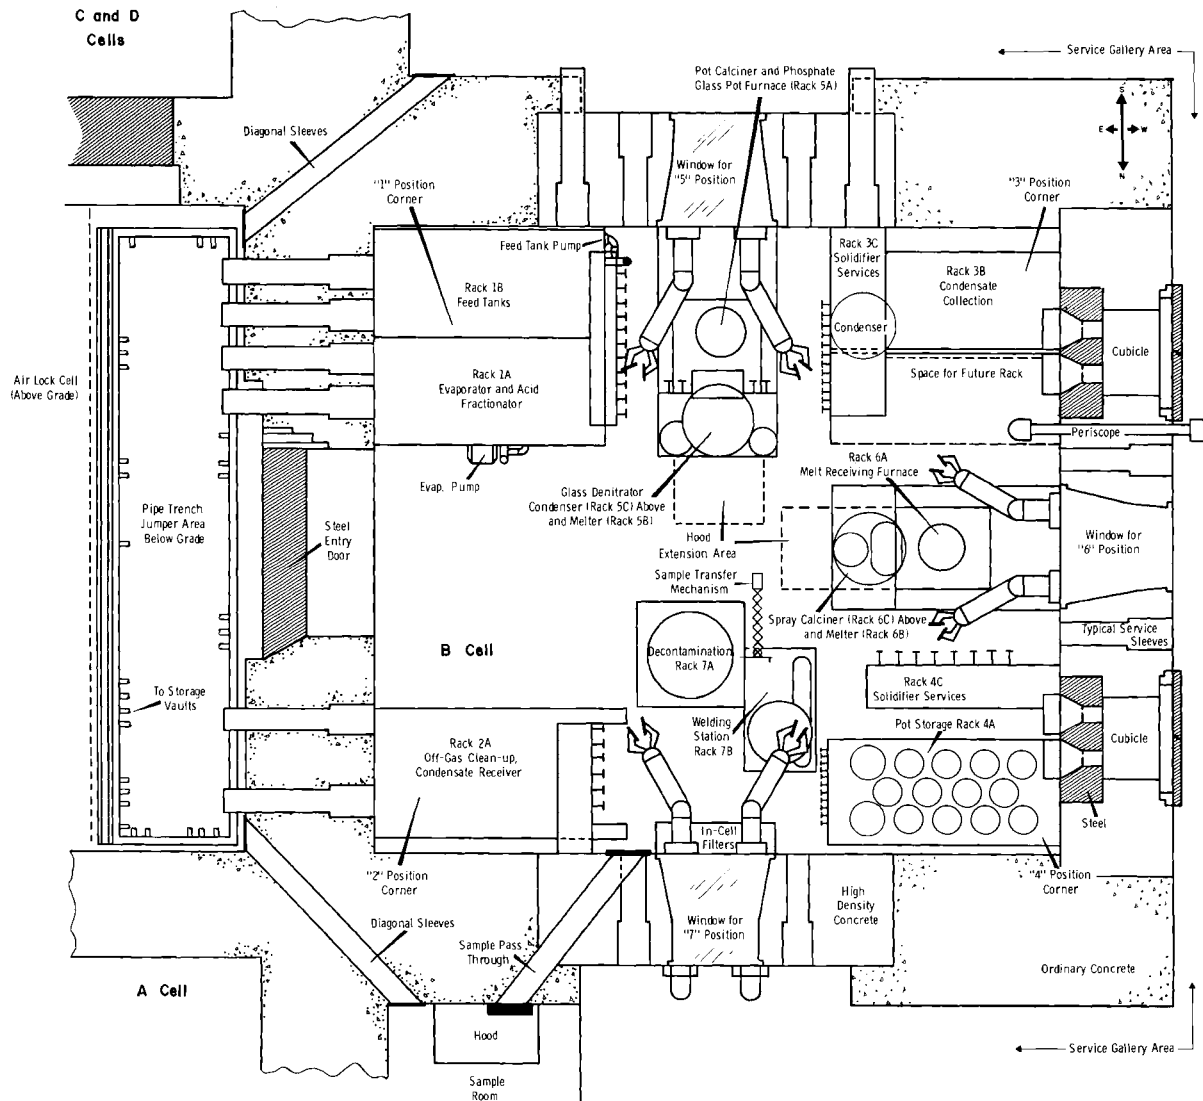 C and D
Cells
Service Gallery Area
Pot Calciner and Phosphate
Glass Pot Furnace (Rack 5A)
S
E
W
N
Diagonal Sleeves
Window for
"5" Position
"1" Position
Corner
"3" Position
Corner
Feed Tank Pump
Rack 1B
Feed Tanks
Rack 3C
Solidifier
Services
Rack 3B
Condensate
Collection
Condenser
Cubicle
Air Lock Cell
(Above Grade)
Rack 1A
Evaporator and Acid
Fractionator
Space for Future Rack
Periscope
Evap. Pump
Rack 6A
Melt Receiving Furnace
Glass Denitrator
Condenser (Rack 5C) Above
and Melter (Rack 5B)
Pipe Trench
Jumper Area
Below Grade
Steel
Entry
Door
Hood
Extension Area
Window for
"6" Position
Sample Transfer
Mechanism
Spray Calciner (Rack 6C) Above
and Melter (Rack 6B)
Typical Service
Sleeves
B Cell
Decontamination
Rack 7A
Rack 4C
Solidifier Services
To Storage
Vaults
Welding
Station
Rack 7B
Pot Storage Rack 4A
Rack 2A
Off-Gas Clean-up,
Condensate Receiver
Cubicle
Steel
In-Cell
Filters
"2" Position
Corner
"4" Position
Corner
High
Density
Concrete
Diagonal Sleeves
Window for
"7" Position
Sample Pass
Through
Ordinary Concrete
A Cell
Hood
Service Gallery Area
Sample
Room